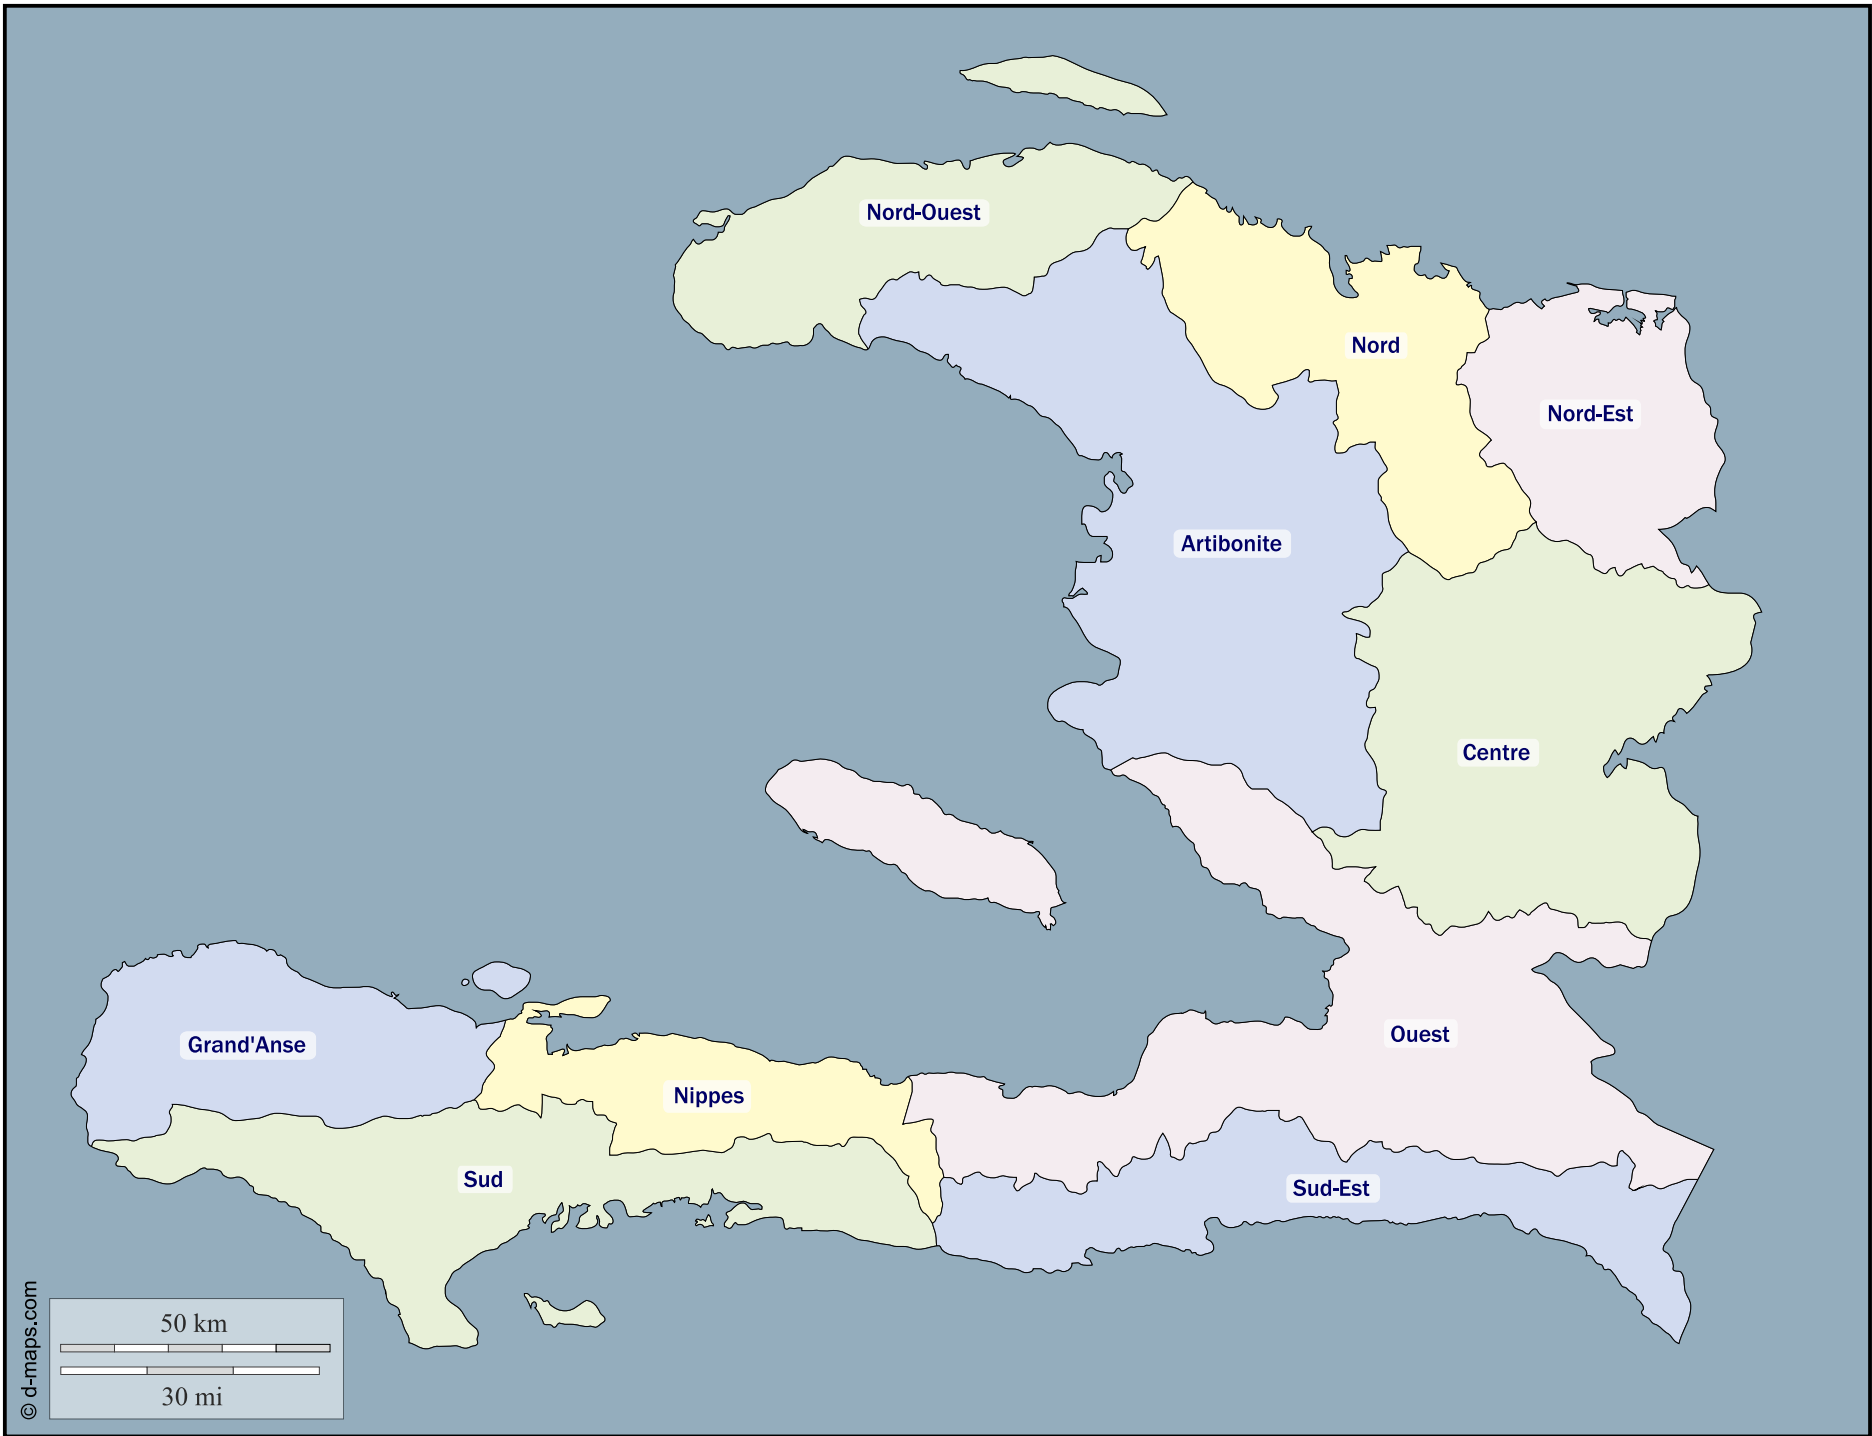 Nord-Ouest
Nord
Nord-Est
Artibonite
Centre
Ouest
Grand'Anse
Nippes
Sud
Sud-Est
50 km
30 mi
© d-maps.com